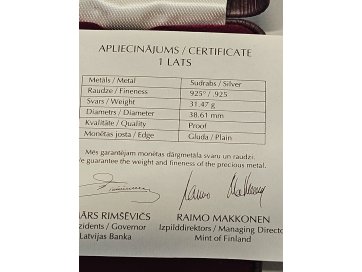 APLIECINĀJUMS / CERTIFICATE
1 LATS
Metāls / Metal Sudrabs / Silver
Raudze / Fineness 925° / .925
Svars / Weight 31.47 g
Diametrs / Diameter 38.61 mm
Kvalitāte / Quality Proof
Monētas josta / Edge Gluda / Plain
Mēs garantējam monētas dārgmetāla svaru un raudzi.
guarantee the weight and fineness of the precious metal.
RIMŠĒVIČS RAIMO MAKKONEN
zidents / Governor Izpilddirektors / Managing Director
Latvijas Banka Mint of Finland